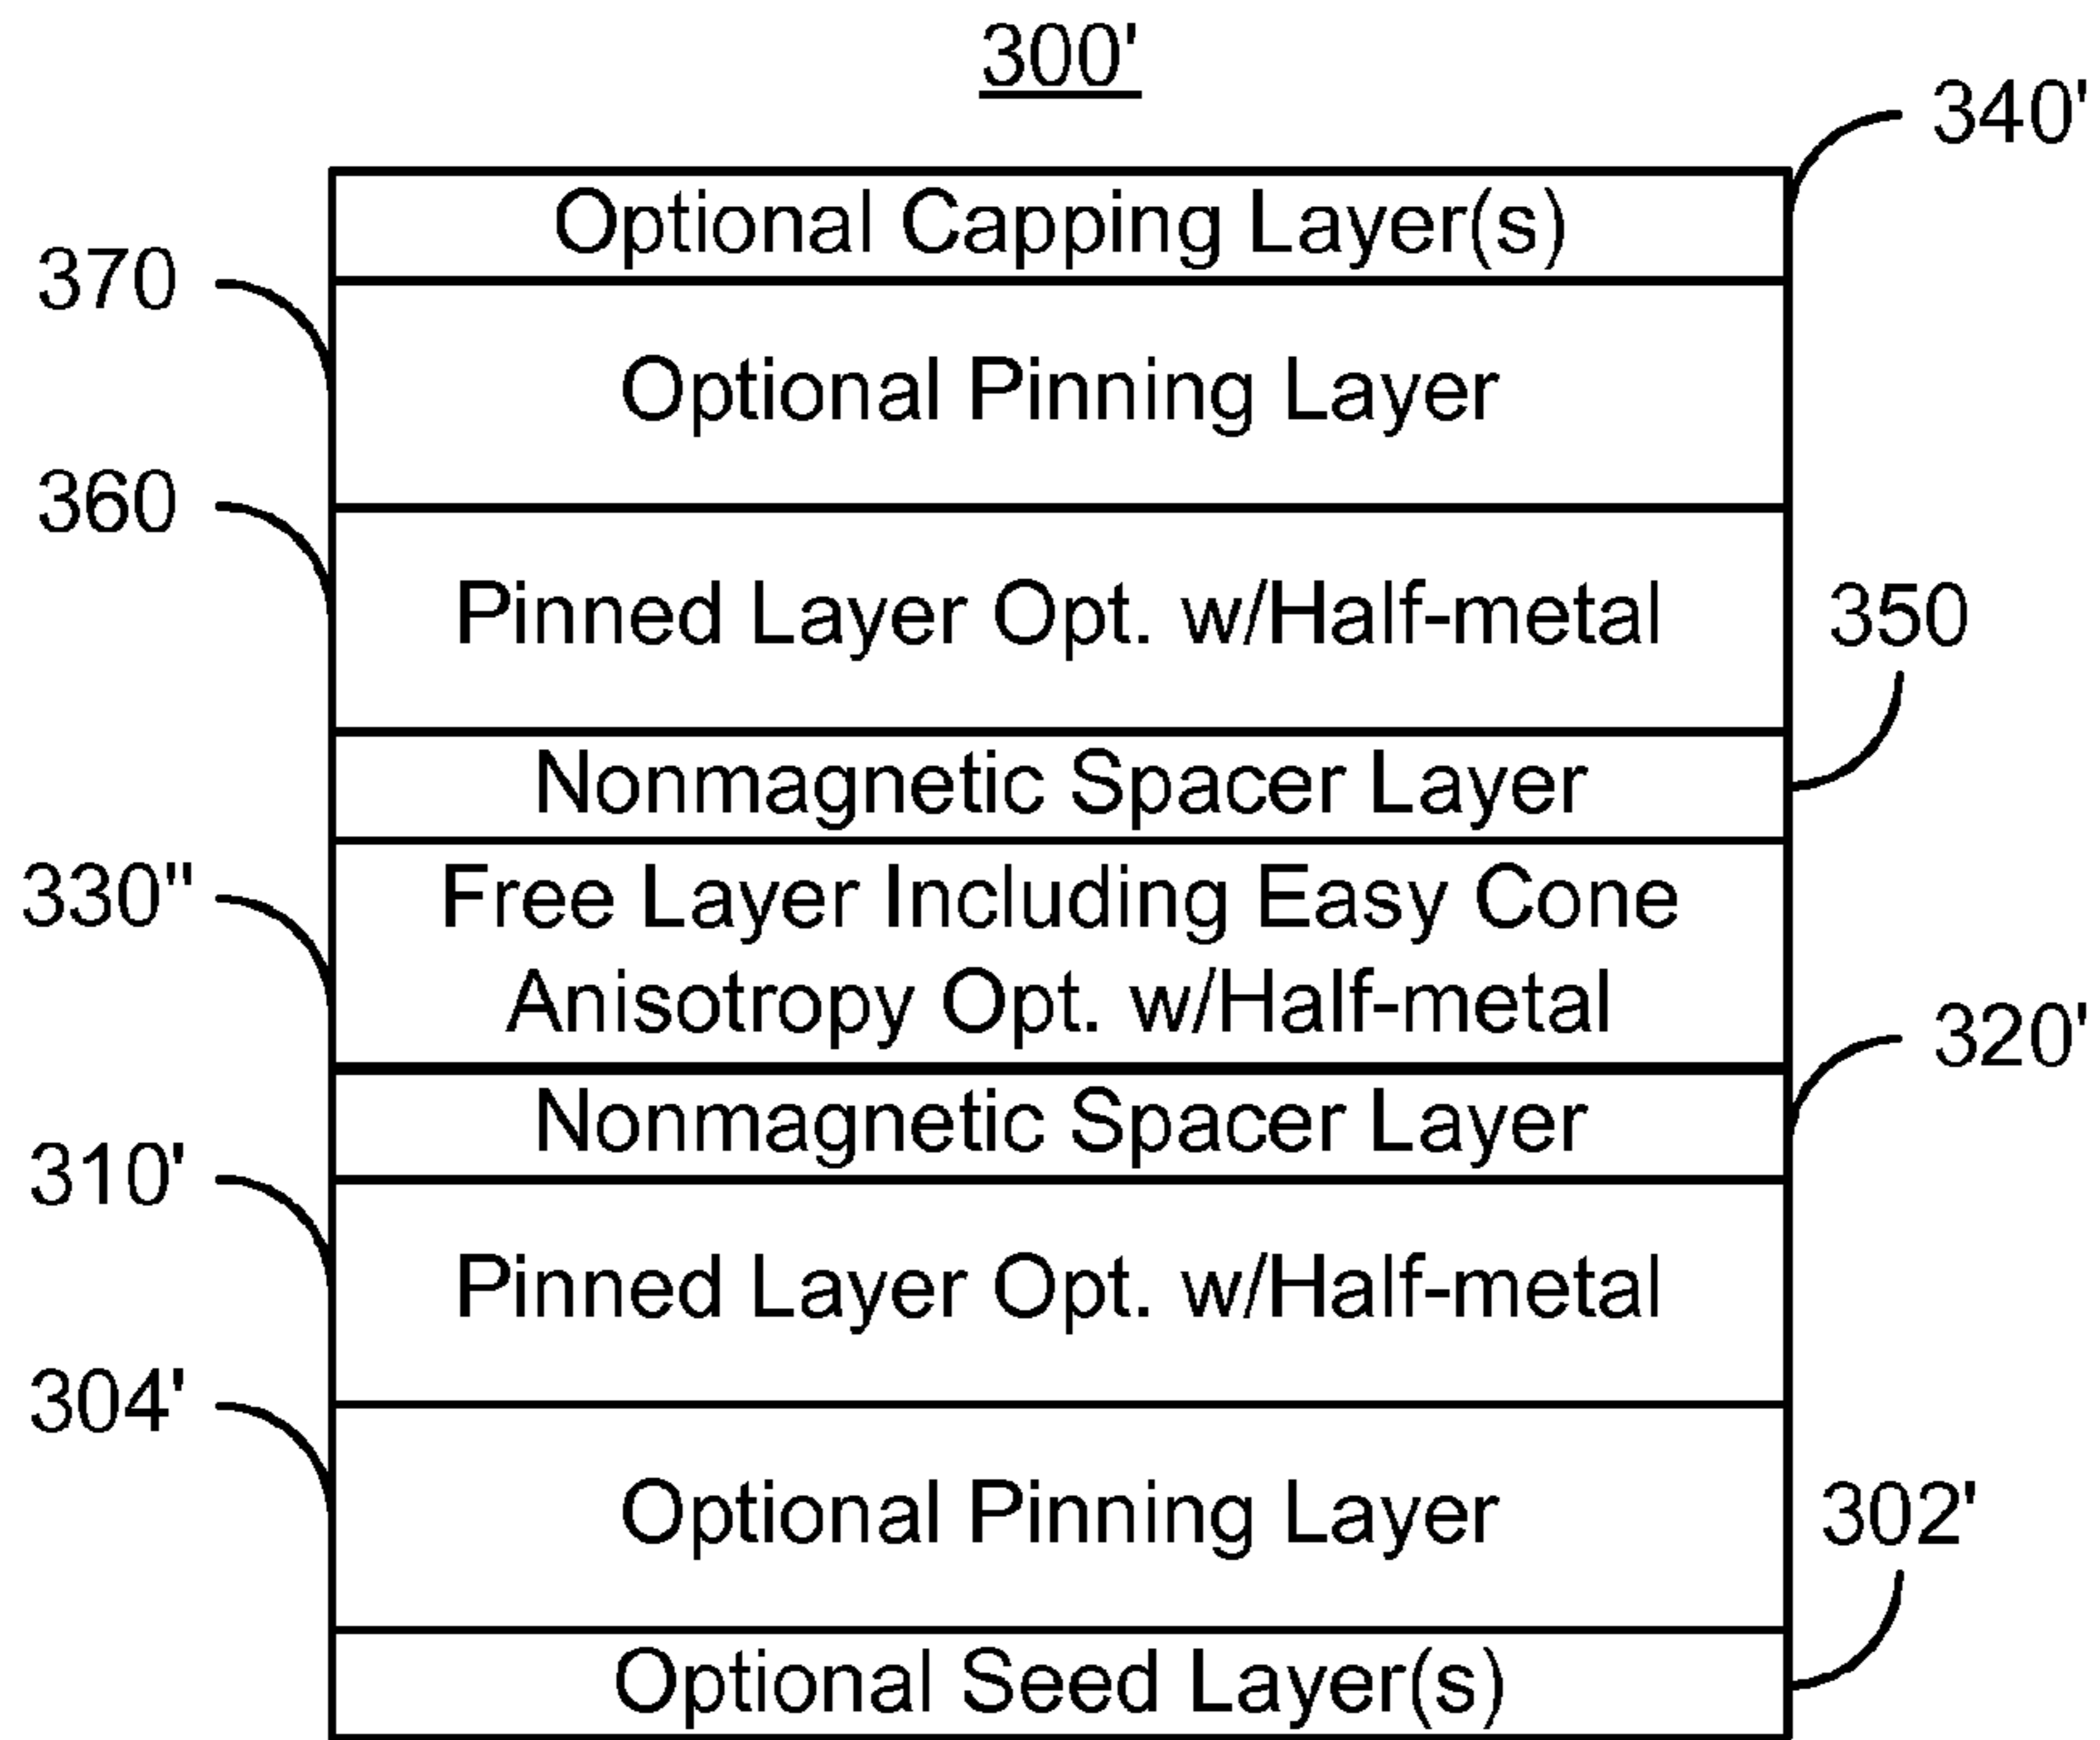 300'
340'
Optional Capping Layer(s)
370
Optional Pinning Layer
360
Pinned Layer Opt. w/Half-metal
350
Nonmagnetic Spacer Layer
330"
Free Layer Including Easy Cone
Anisotropy Opt. w/Half-metal
320'
Nonmagnetic Spacer Layer
310'
Pinned Layer Opt. w/Half-metal
304'
Optional Pinning Layer
302'
Optional Seed Layer(s)